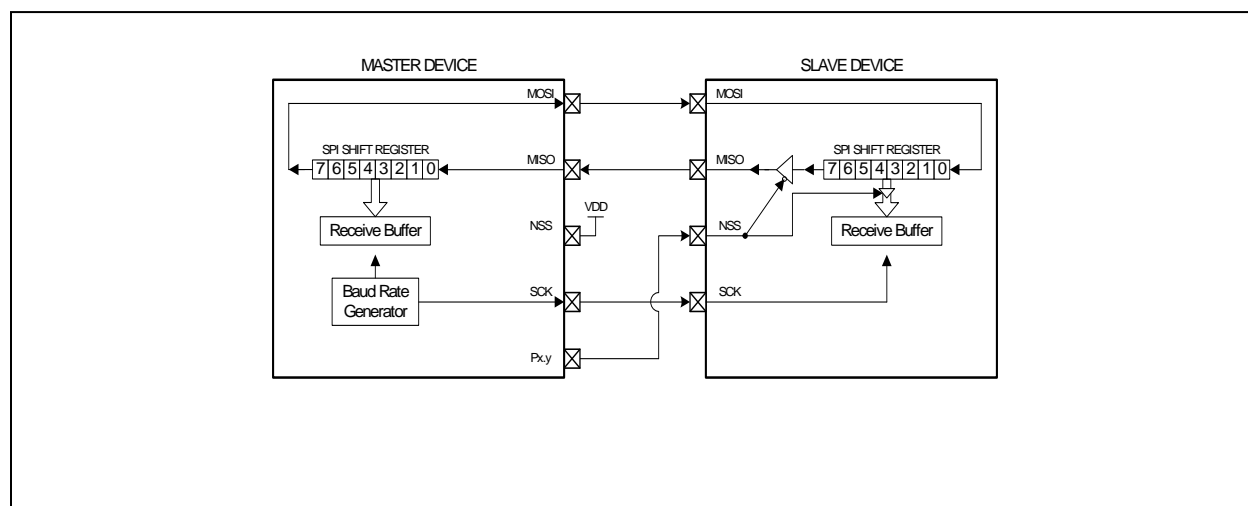 MASTER DEVICE
SLAVE DEVICE
MOSI
MOSI
SPI SHIFT REGISTER
7 6 5 4 3 2 1 0
MISO
MISO
SPI SHIFT REGISTER
7 6 5 4 3 2 1 0
VDD
Receive Buffer
NSS
NSS
Receive Buffer
Baud Rate
Generator
SCK
SCK
Px.y